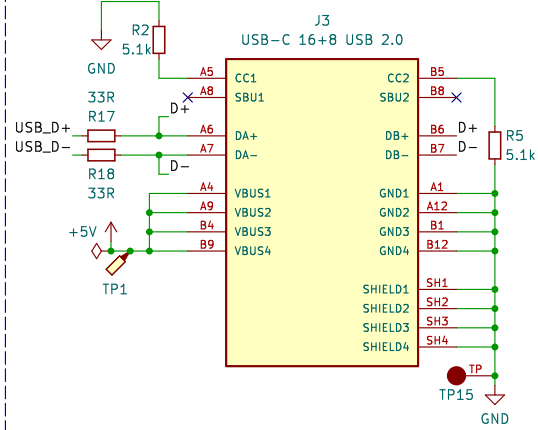 J3
USB-C 16+8 USB 2.0
R2
5.1k
GND
A5
CC1
A8
SBU1
CC2
B5
SBU2
B8
33R
R17
D+
USB_D+
A6
DA+
DB+
B6
D+
USB_D-
A7
DA-
DB-
B7
D-
R5
5.1k
D-
R18
33R
A4
VBUS1
GND1
A1
A9
VBUS2
GND2
A12
+5V
B4
VBUS3
GND3
B1
B9
VBUS4
GND4
B12
TP1
SHIELD1
SH1
SHIELD2
SH2
SHIELD3
SH3
SHIELD4
SH4
TP
TP15
GND